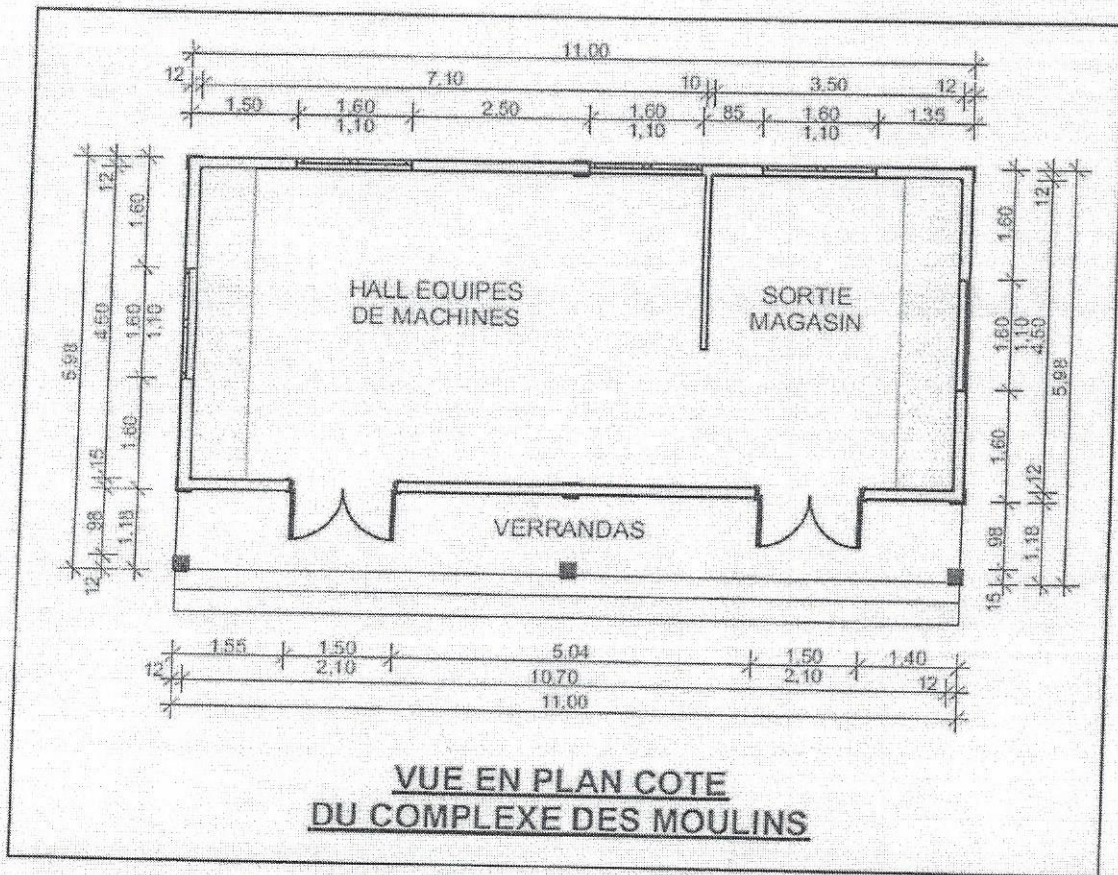 11,00
12 7,10 10 3,50 12
1,50 1,60 2,50 1,60 85 1,60 1,35
1,10 1,10 1,10
5,98
12
4,60
15
98
12
1,60
1,60
1,10
1,60
1,18
HALL EQUIPES
DE MACHINES
SORTIE
MAGASIN
VERRANDAS
1,60
1,60
1,10
1,60
98
15
12
4,60
12
1,18
5,98
1,55 1,50 5,04 1,50 1,40
2,10 2,10
12 10,70 12
11,00
VUE EN PLAN COTE
DU COMPLEXE DES MOULINS